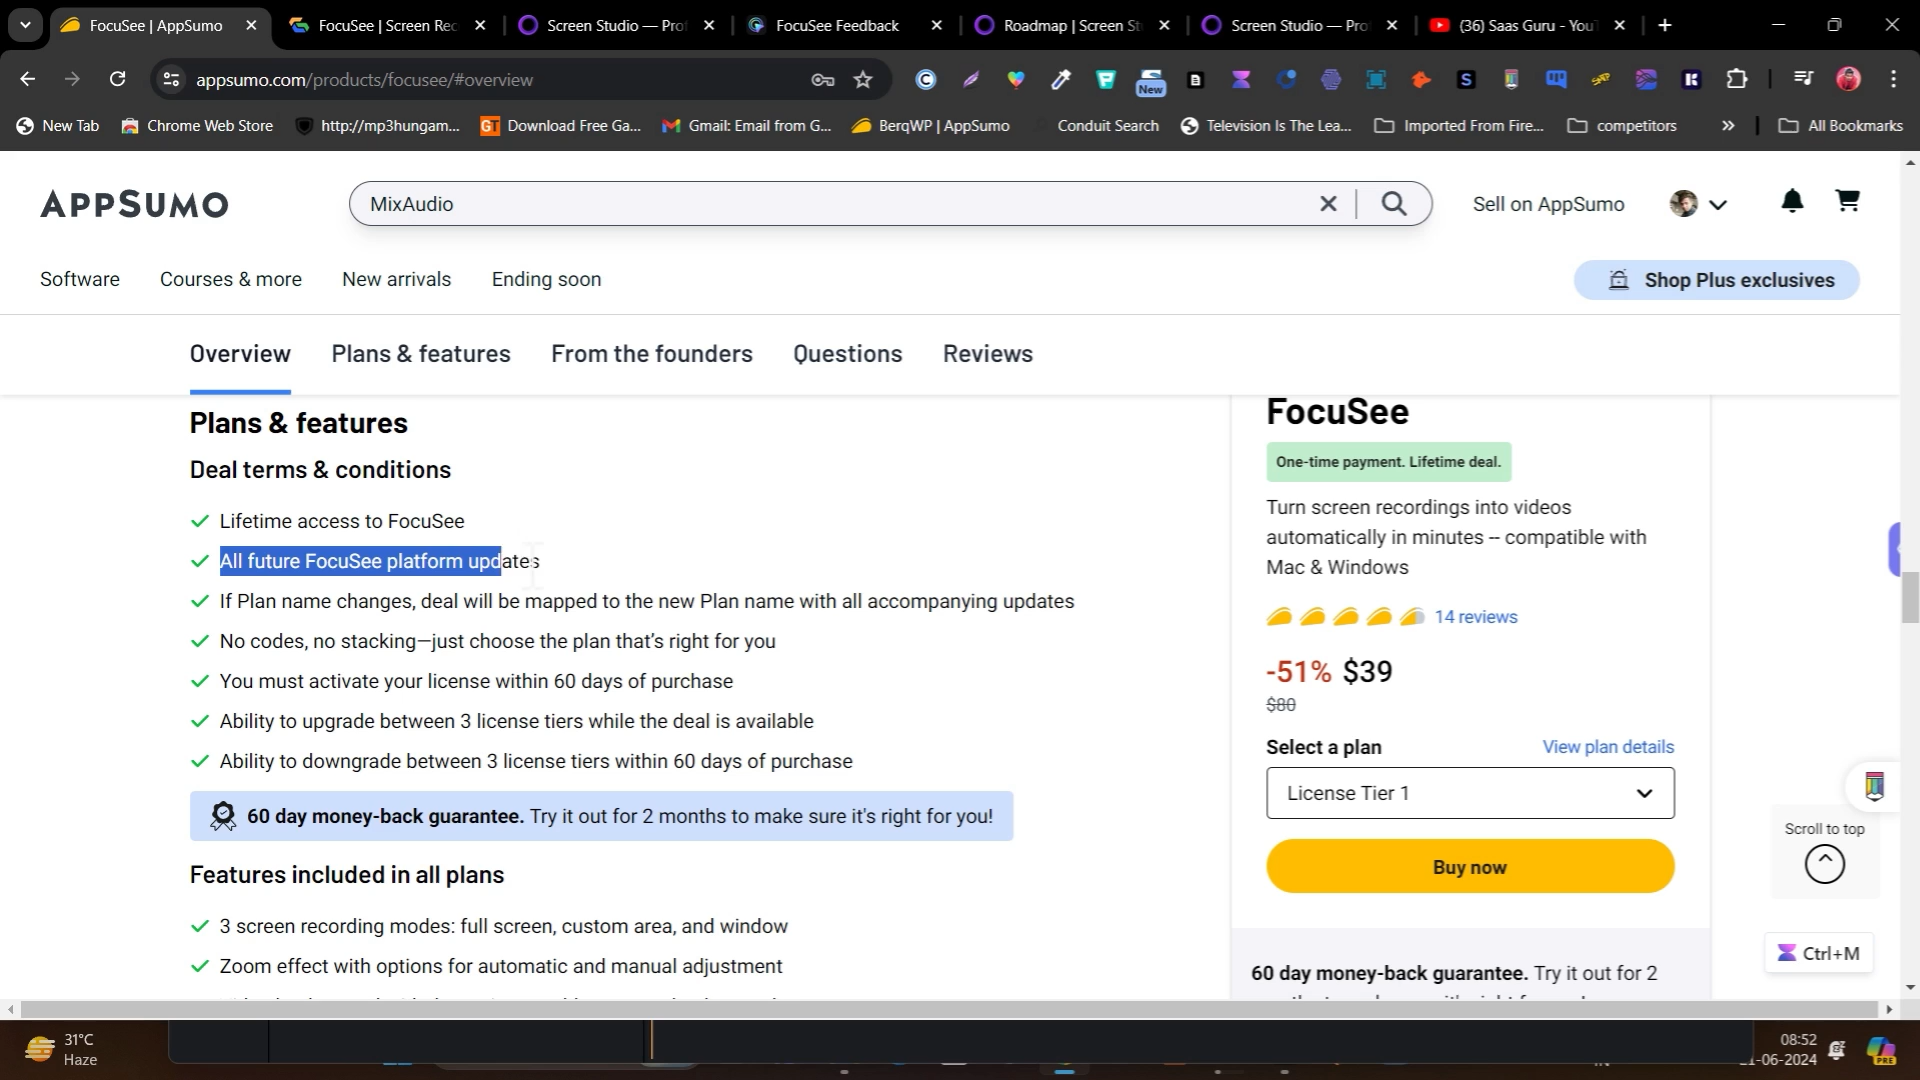 FocuSee | AppSumo
FocuSee | Screen Rec
Screen Studio — Prof
FocuSee Feedback
Roadmap | Screen St
Screen Studio — Pro
(36) Saas Guru - YouT
appsumo.com/products/focusee/#overview
New
New Tab
Chrome Web Store
http://mp3hungam...
Download Free Ga...
Gmail: Email from G...
BerqWP | AppSumo
Conduit Search
Television Is The Lea...
Imported From Fire...
competitors
All Bookmarks
APPSUMO
MixAudio
Sell on AppSumo
Software
Courses & more
New arrivals
Ending soon
Shop Plus exclusives
Overview
Plans & features
From the founders
Questions
Reviews
Plans & features
Deal terms & conditions
Lifetime access to FocuSee
All future FocuSee platform updates
If Plan name changes, deal will be mapped to the new Plan name with all accompanying updates
No codes, no stacking—just choose the plan that's right for you
You must activate your license within 60 days of purchase
Ability to upgrade between 3 license tiers while the deal is available
Ability to downgrade between 3 license tiers within 60 days of purchase
60 day money-back guarantee. Try it out for 2 months to make sure it's right for you!
Features included in all plans
3 screen recording modes: full screen, custom area, and window
Zoom effect with options for automatic and manual adjustment
FocuSee
One-time payment. Lifetime deal.
Turn screen recordings into videos
automatically in minutes -- compatible with
Mac & Windows
14 reviews
-51% $39
$80
Select a plan
View plan details
License Tier 1
Buy now
60 day money-back guarantee. Try it out for 2
Scroll to top
Ctrl+M
31°C
Haze
08:52
-06-2024
PRE